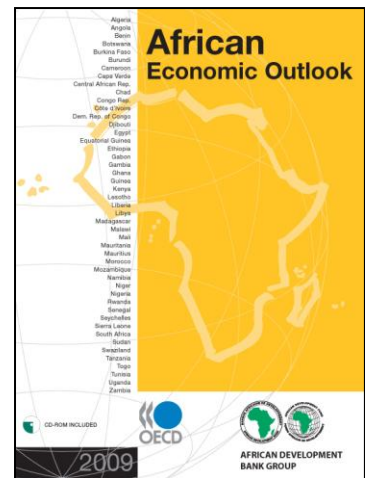 Algeria
Angola
Benin
Botswana
Burkina Faso
Burundi
Cameroon
Cape Verde
Central African Rep.
Chad
Congo Rep.
Côte d'Ivoire
Dem. Rep. of Congo
Djibouti
Egypt
Equatorial Guinea
Ethiopia
Gabon
Gambia
Ghana
Guinea
Kenya
Lesotho
Liberia
Libya
Madagascar
Malawi
Mali
Mauritania
Mauritius
Morocco
Mozambique
Namibia
Niger
Nigeria
Rwanda
Senegal
Seychelles
Sierra Leone
South Africa
Sudan
Swaziland
Tanzania
Togo
Tunisia
Uganda
Zambia
African
Economic Outlook
CD-ROM INCLUDED
OECD
AFRICAN DEVELOPMENT
BANK GROUP
2009